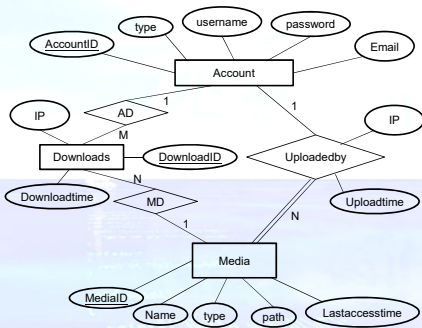 username
type
password
AccountID
Email
Account
1
1
IP
AD
IP
M
Downloads
DownloadID
Uploadedby
N
Downloadtime
MD
Uploadtime
N
1
Media
MediaID
Name
type
path
Lastaccesstime